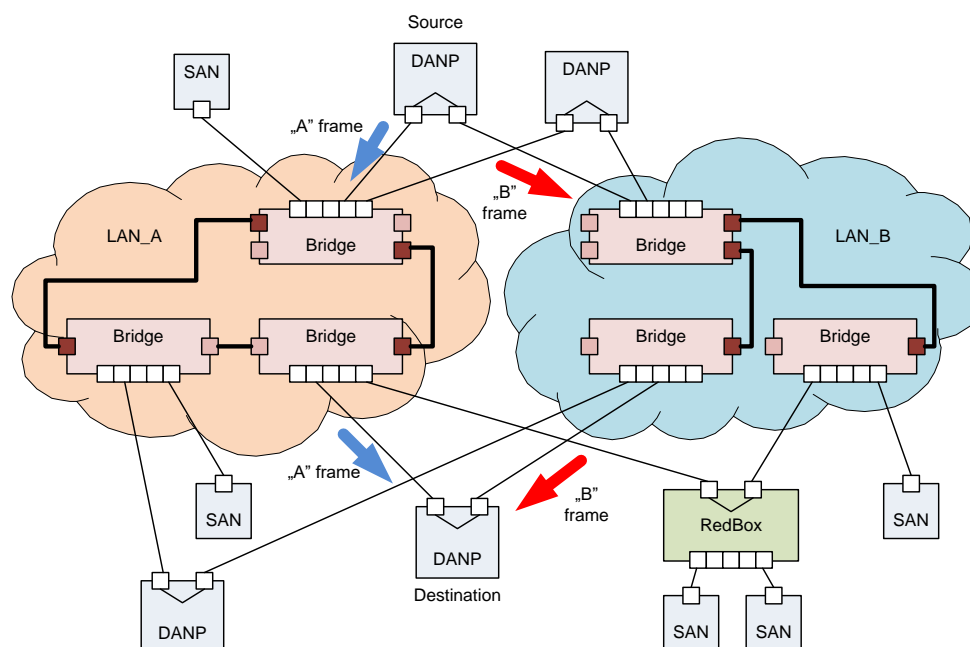 Source
SAN
DANP
DANP
„A” frame
„B”
frame
LAN_A
Bridge
Bridge
LAN_B
Bridge
Bridge
Bridge
Bridge
„A” frame
„B”
frame
SAN
DANP
Destination
RedBox
SAN
DANP
SAN
SAN